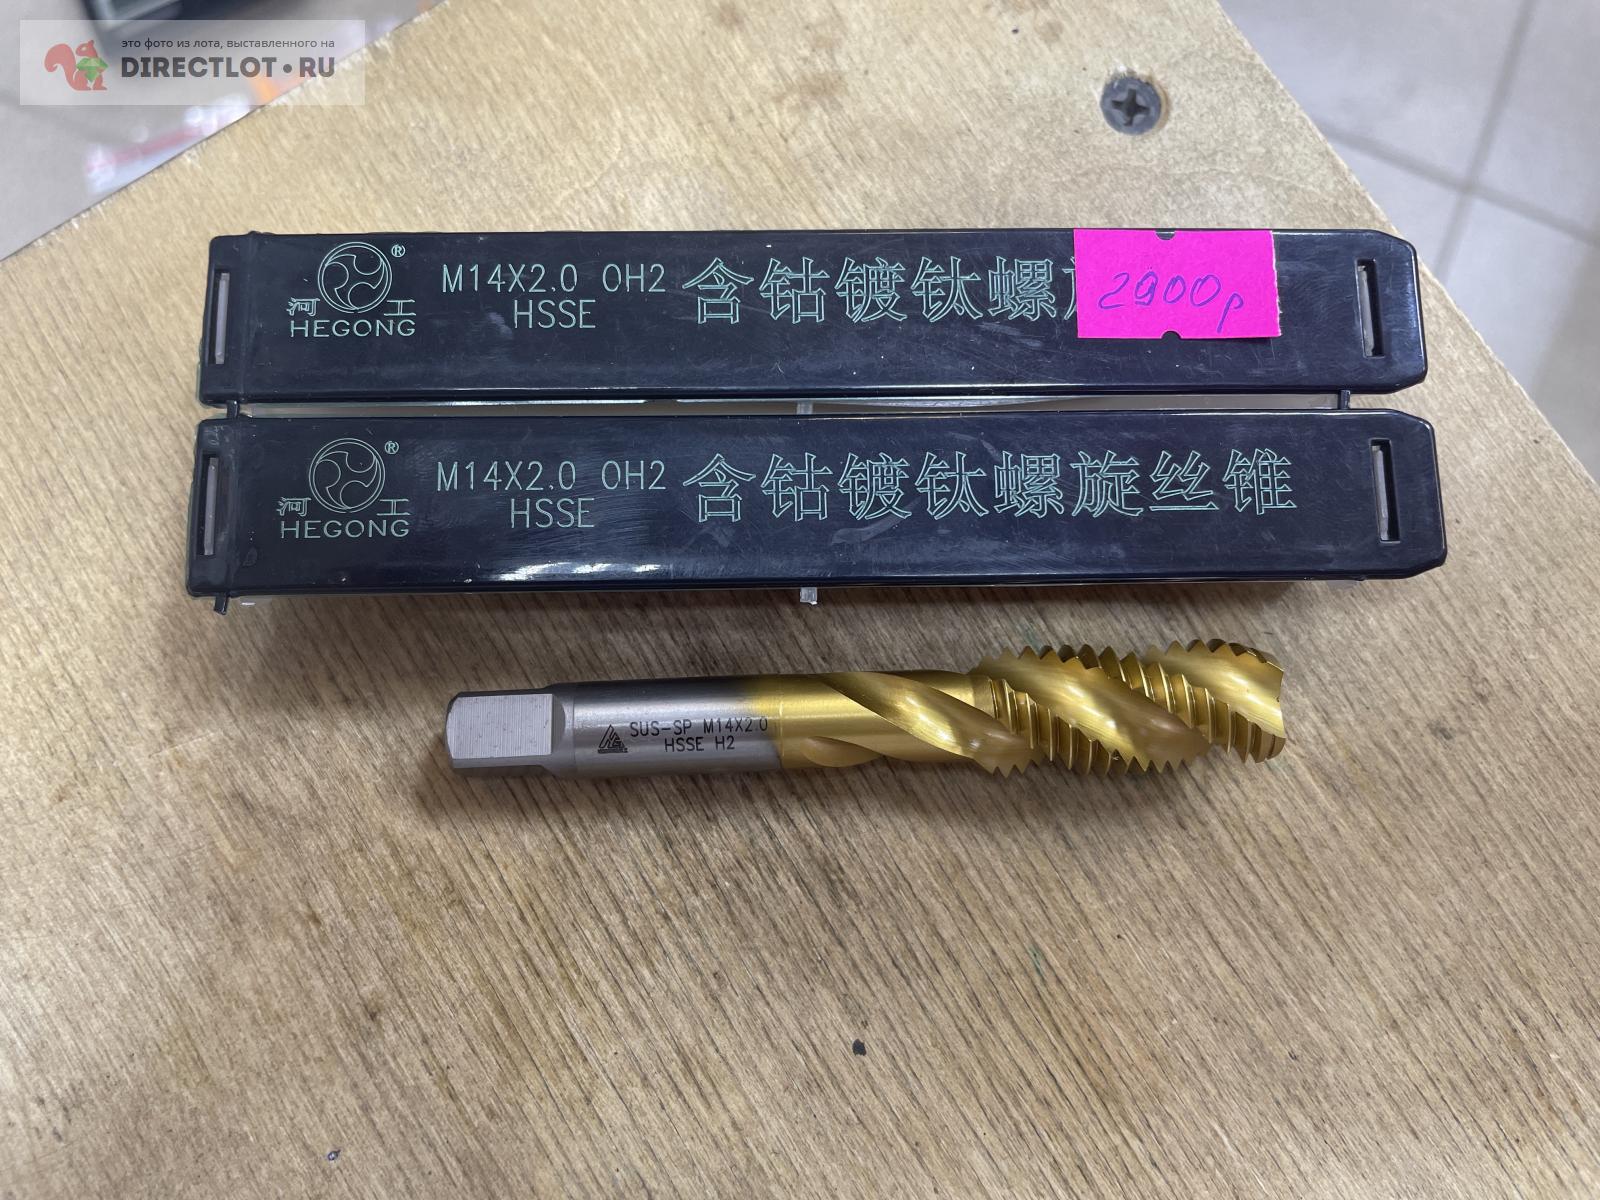 это фото из лота, выставленного на
DIRECTLOT•RU
®
河 工
HEGONG
M14X2.0 OH2
HSSE
含钴镀钛螺旋
2900р
®
河 工
HEGONG
M14X2.0 OH2
HSSE
含钴镀钛螺旋丝锥
SUS-SP M14X2.0
HSSE H2